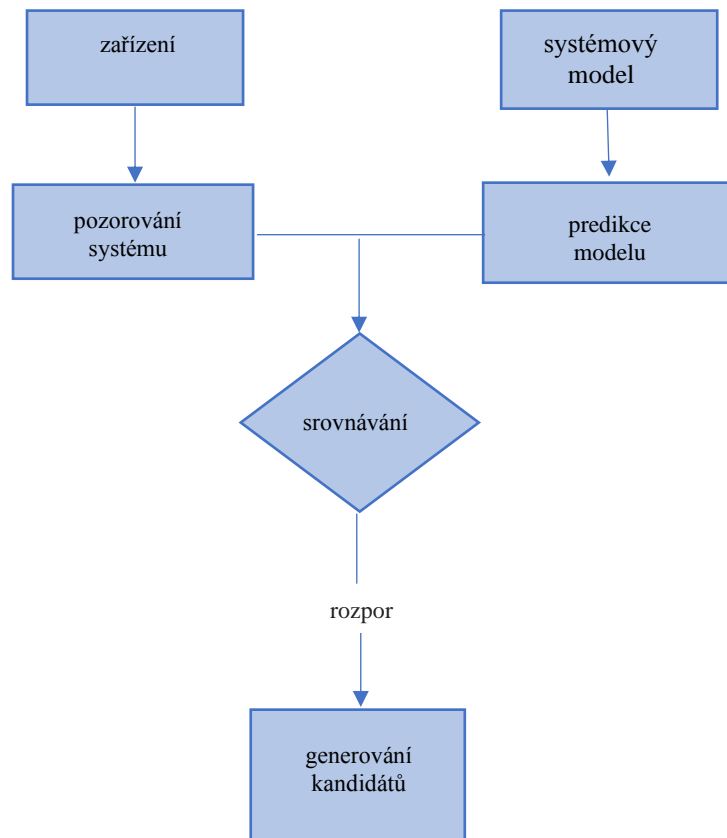 zařízení
systémový
model
pozorování
systému
predikce
modelu
srovnávání
rozpor
generování
kandidátů